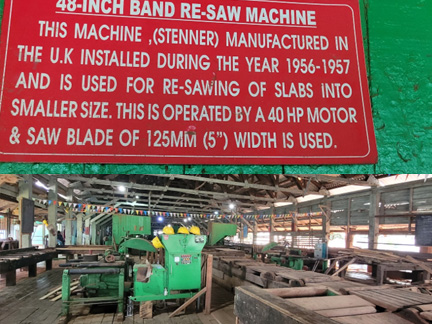 48-INCH BAND RE-SAW MACHINE
THIS MACHINE ,(STENNER) MANUFACTURED IN
THE U.K INSTALLED DURING THE YEAR 1956-1957
AND IS USED FOR RE-SAWING OF SLABS INTO
SMALLER SIZE. THIS IS OPERATED BY A 40 HP MOTOR
& SAW BLADE OF 125MM (5") WIDTH IS USED.